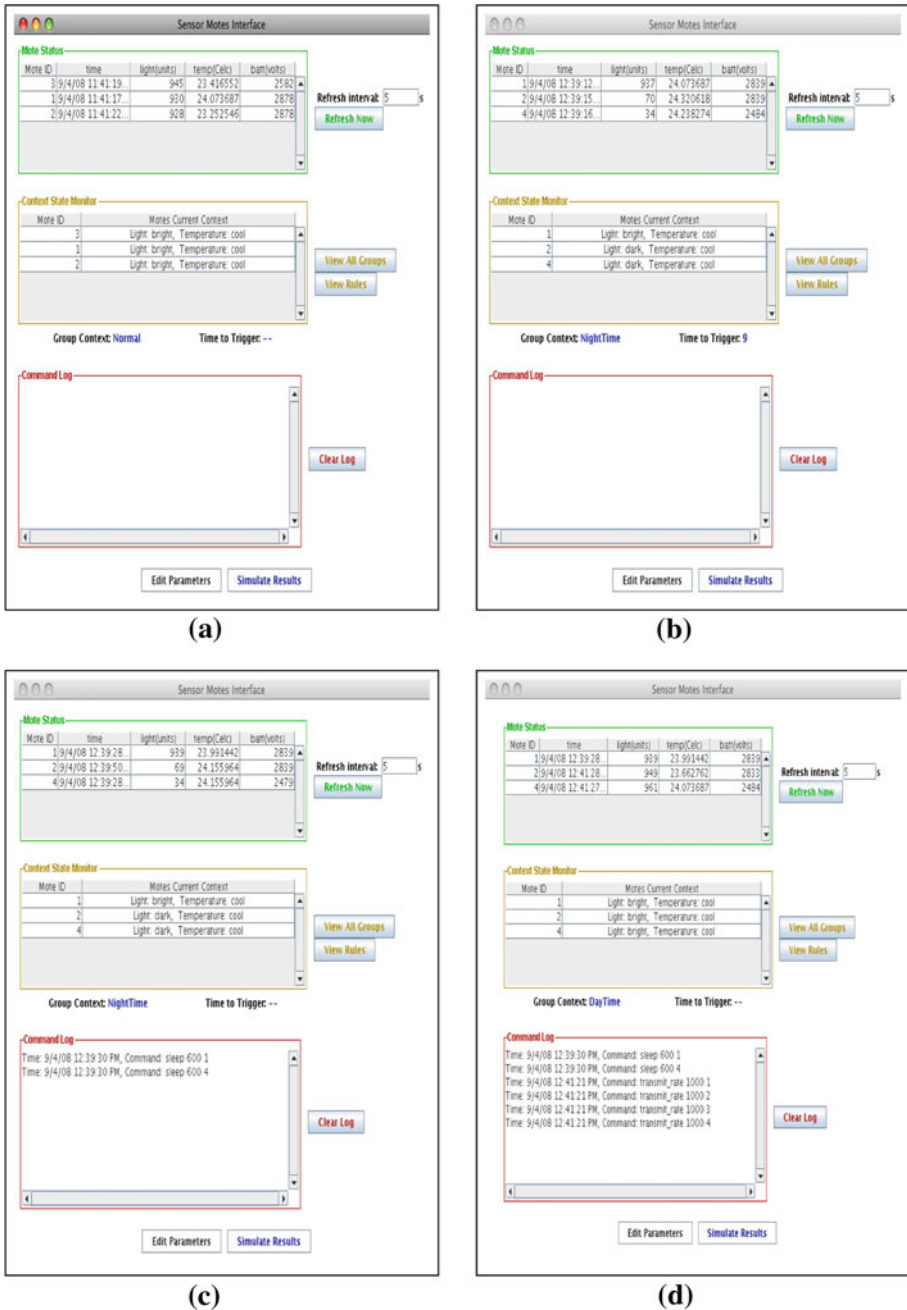 Sensor Motes Interface
Mote Status
Mote ID time light(units) temp(Celc) batt(volts)
3 9/4/08 11:41:19... 945 23.416552 2582
1 9/4/08 11:41:17... 930 24.073687 2878
2 9/4/08 11:41:22... 928 23.252546 2878
Refresh interval: 5 s
Refresh Now
Context State Monitor
Mote ID Motes Current Context
3 Light: bright, Temperature: cool
1 Light: bright, Temperature: cool
2 Light: bright, Temperature: cool
View All Groups
View Rules
Group Context: Normal Time to Trigger: --
Command Log
Clear Log
Edit Parameters Simulate Results
(a)
Sensor Motes Interface
Mote Status
Mote ID time light(units) temp(Celc) batt(volts)
1 9/4/08 12:39:12... 937 24.073687 2839
2 9/4/08 12:39:15... 70 24.320618 2839
4 9/4/08 12:39:16... 34 24.238274 2484
Refresh interval: 5 s
Refresh Now
Context State Monitor
Mote ID Motes Current Context
1 Light: bright, Temperature: cool
2 Light: dark, Temperature: cool
4 Light: dark, Temperature: cool
View All Groups
View Rules
Group Context: NightTime Time to Trigger: 9
Command Log
Clear Log
Edit Parameters Simulate Results
(b)
Sensor Motes Interface
Mote Status
Mote ID time light(units) temp(Celc) batt(volts)
1 9/4/08 12:39:28... 939 23.991442 2839
2 9/4/08 12:39:50... 69 24.155964 2839
4 9/4/08 12:39:28... 34 24.155964 2479
Refresh interval: 5 s
Refresh Now
Context State Monitor
Mote ID Motes Current Context
1 Light: bright, Temperature: cool
2 Light: dark, Temperature: cool
4 Light: dark, Temperature: cool
View All Groups
View Rules
Group Context: NightTime Time to Trigger: --
Command Log
Time: 9/4/08 12:39:30 PM, Command: sleep 600 1
Time: 9/4/08 12:39:30 PM, Command: sleep 600 4
Clear Log
Edit Parameters Simulate Results
(c)
Sensor Motes Interface
Mote Status
Mote ID time light(units) temp(Celc) batt(volts)
1 9/4/08 12:39:28... 939 23.991442 2839
2 9/4/08 12:41:28... 949 23.662762 2833
4 9/4/08 12:41:27... 961 24.073687 2484
Refresh interval: 5 s
Refresh Now
Context State Monitor
Mote ID Motes Current Context
1 Light: bright, Temperature: cool
2 Light: bright, Temperature: cool
4 Light: bright, Temperature: cool
View All Groups
View Rules
Group Context: DayTime Time to Trigger: --
Command Log
Time: 9/4/08 12:39:30 PM, Command: sleep 600 1
Time: 9/4/08 12:39:30 PM, Command: sleep 600 4
Time: 9/4/08 12:41:21 PM, Command: transmit_rate 1000 1
Time: 9/4/08 12:41:21 PM, Command: transmit_rate 1000 2
Time: 9/4/08 12:41:21 PM, Command: transmit_rate 1000 3
Time: 9/4/08 12:41:21 PM, Command: transmit_rate 1000 4
Clear Log
Edit Parameters Simulate Results
(d)